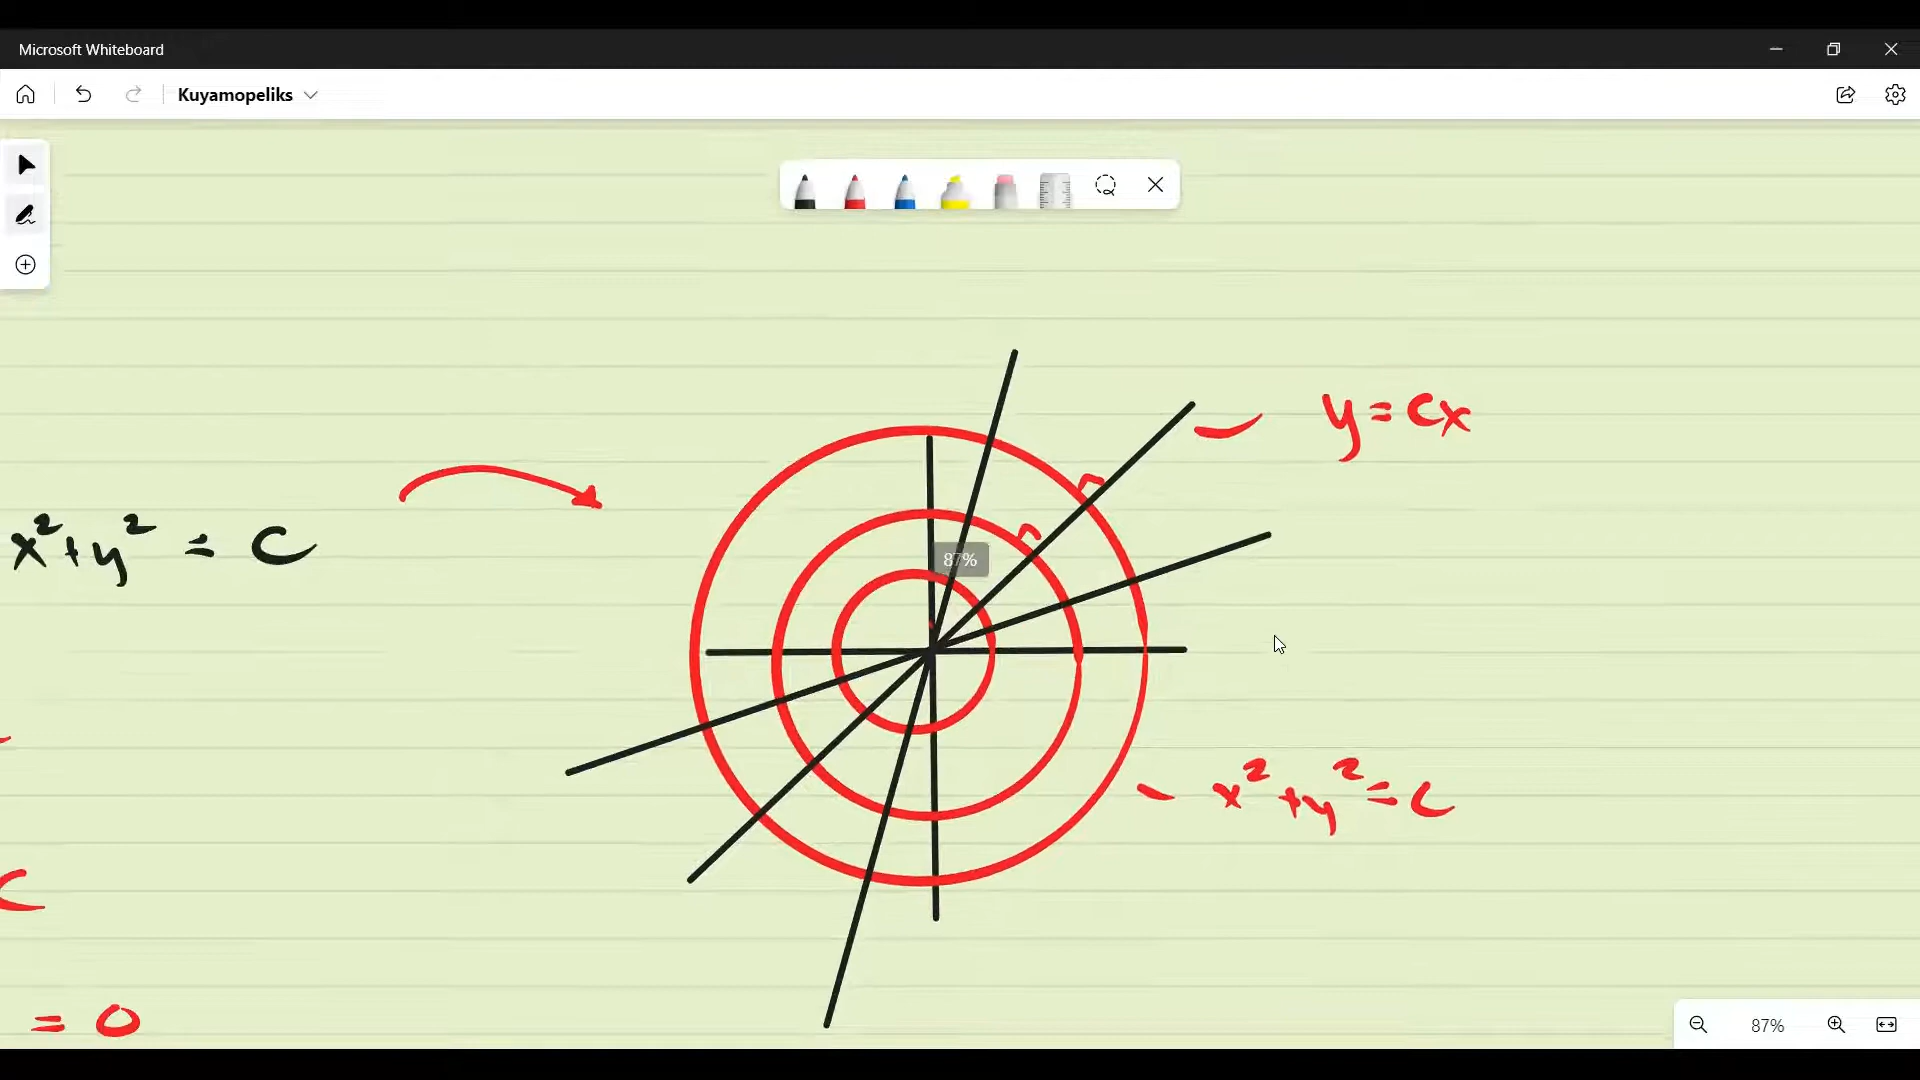 Microsoft Whiteboard
Kuyamopeliks
y = cx
x² + y² = C
87%
x² + y² = c
C
= 0
87%